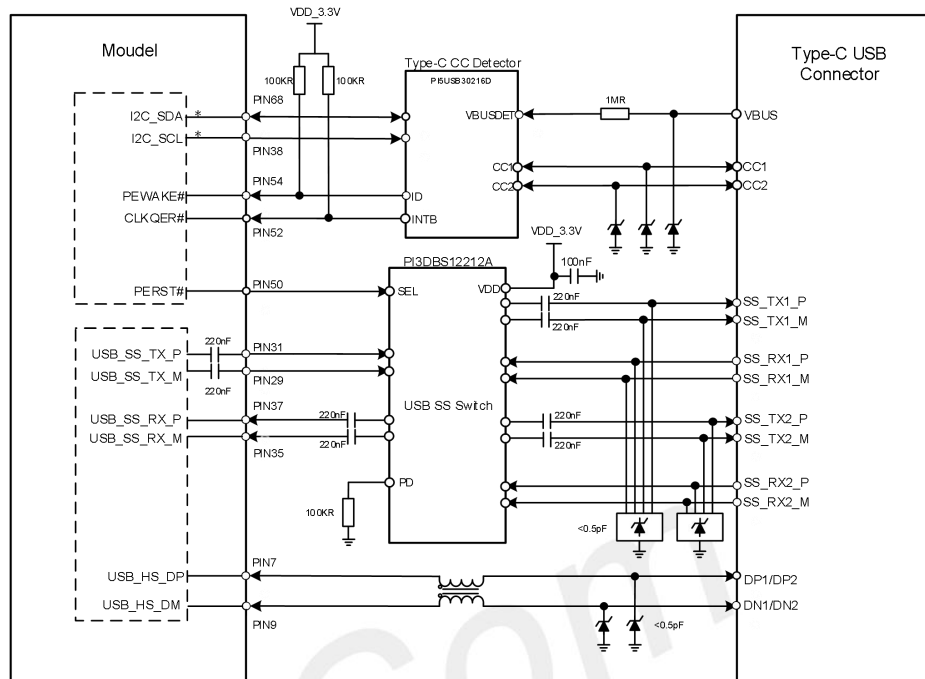 VDD_3.3V
Moudel
Type-C CC Detector
PI5USB30216D
Type-C USB
Connector
100KR
100KR
I2C_SDA
*
PIN68
VBUSDET
1MR
VBUS
I2C_SCL
*
PIN38
CC1
CC1
PEWAKE#
PIN54
ID
CC2
CC2
CLKQER#
PIN52
INTB
VDD_3.3V
PI3DBS12212A
100nF
PERST#
PIN50
SEL
VDD
220nF
SS_TX1_P
220nF
SS_TX1_M
USB_SS_TX_P
220nF
PIN31
SS_RX1_P
USB_SS_TX_M
220nF
PIN29
SS_RX1_M
USB SS Switch
USB_SS_RX_P
PIN37
220nF
220nF
SS_TX2_P
USB_SS_RX_M
PIN35
220nF
220nF
SS_TX2_M
PD
SS_RX2_P
SS_RX2_M
100KR
<0.5pF
USB_HS_DP
PIN7
DP1/DP2
USB_HS_DM
PIN9
DN1/DN2
<0.5pF
com